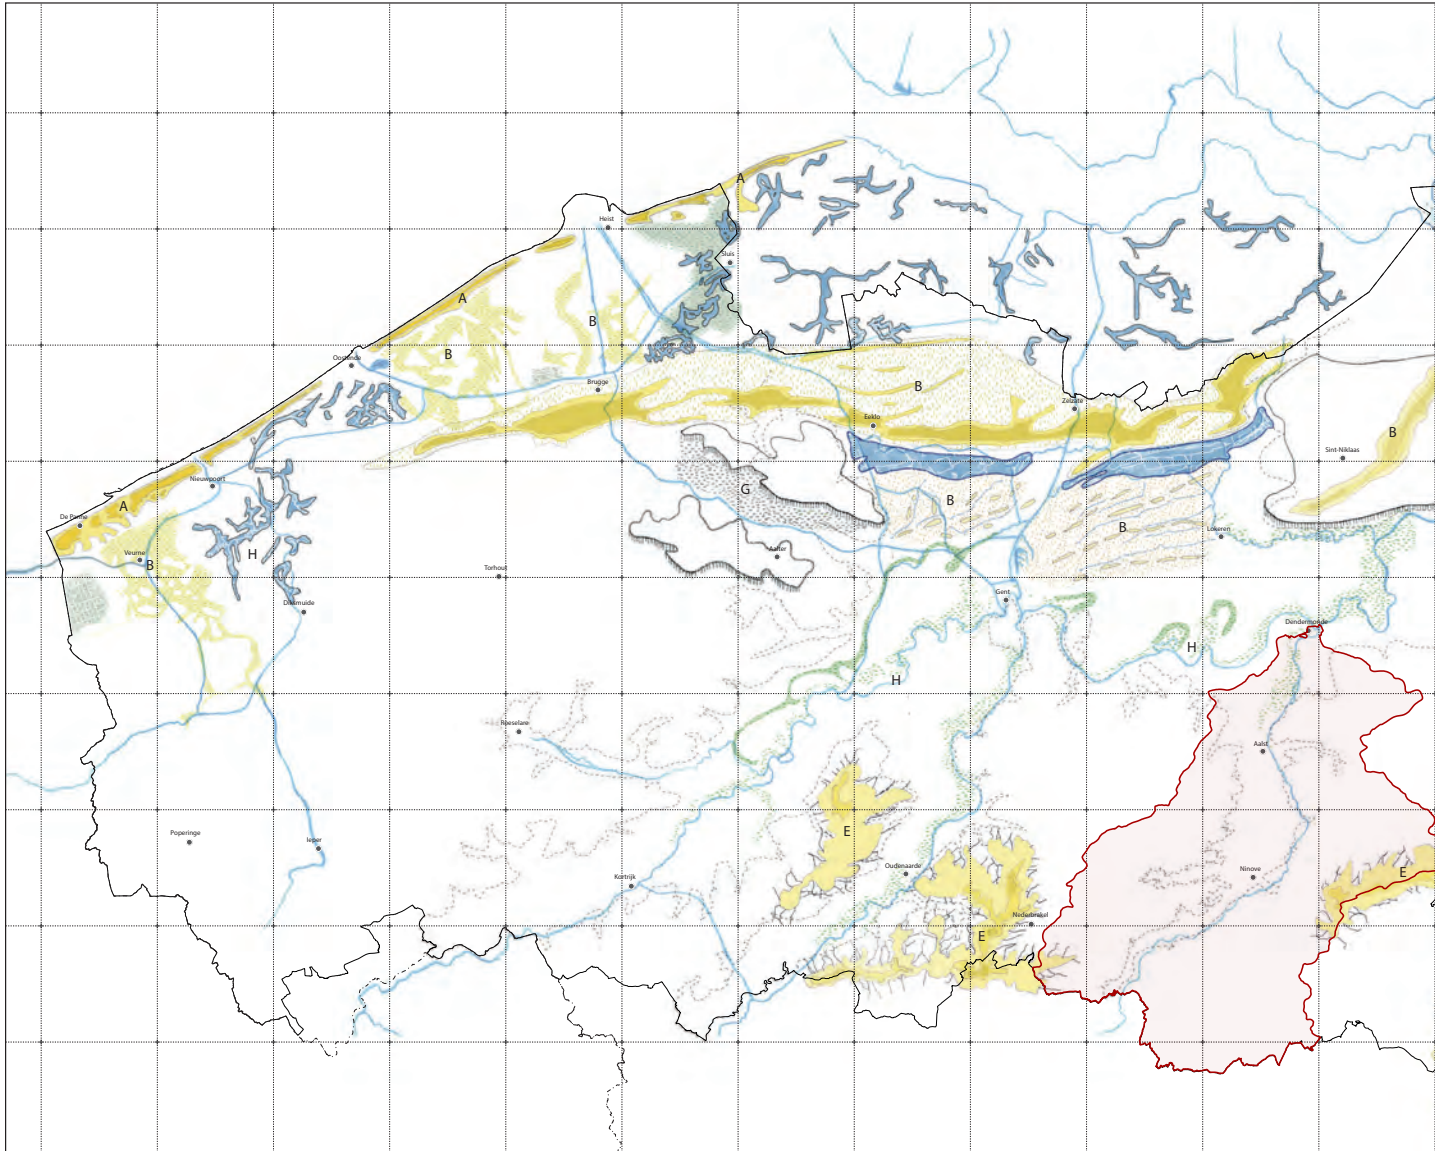 A
Heist
Sluis
A
B
B
Oostende
Brugge
B
Zelzate
Eeklo
B
Sint-Niklaas
Nieuwpoort
G
B
A
De Panne
B
Lokeren
Veurne
B
H
Aalter
Torhout
Gent
Diksmuide
Dendermonde
H
H
Roeselare
Aalst
Poperinge
Ieper
E
Oudenaarde
Kortrijk
Ninove
E
Nederbrakel
E